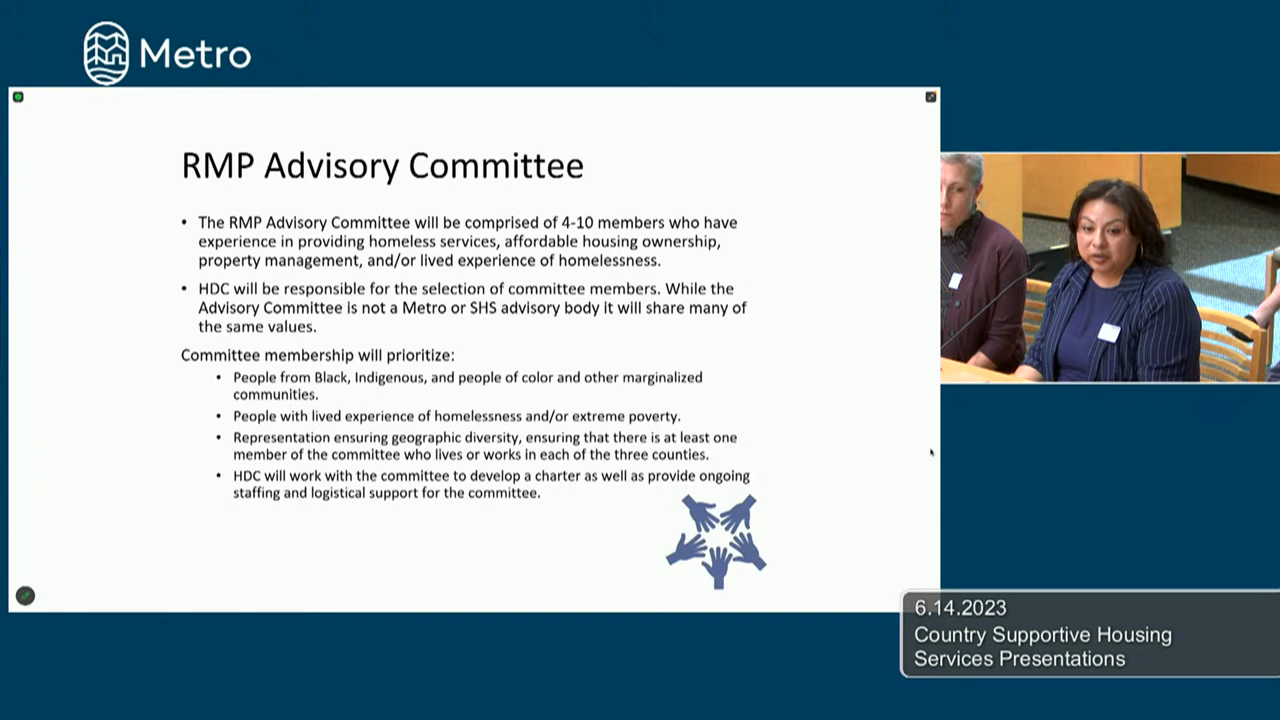 Metro
RMP Advisory Committee
• The RMP Advisory Committee will be comprised of 4-10 members who have
experience in providing homeless services, affordable housing ownership,
property management, and/or lived experience of homelessness.
• HDC will be responsible for the selection of committee members. While the
Advisory Committee is not a Metro or SHS advisory body it will share many of
the same values.
Committee membership will prioritize:
• People from Black, Indigenous, and people of color and other marginalized
communities.
• People with lived experience of homelessness and/or extreme poverty.
• Representation ensuring geographic diversity, ensuring that there is at least one
member of the committee who lives or works in each of the three counties.
• HDC will work with the committee to develop a charter as well as provide ongoing
staffing and logistical support for the committee.
6.14.2023
Country Supportive Housing
Services Presentations